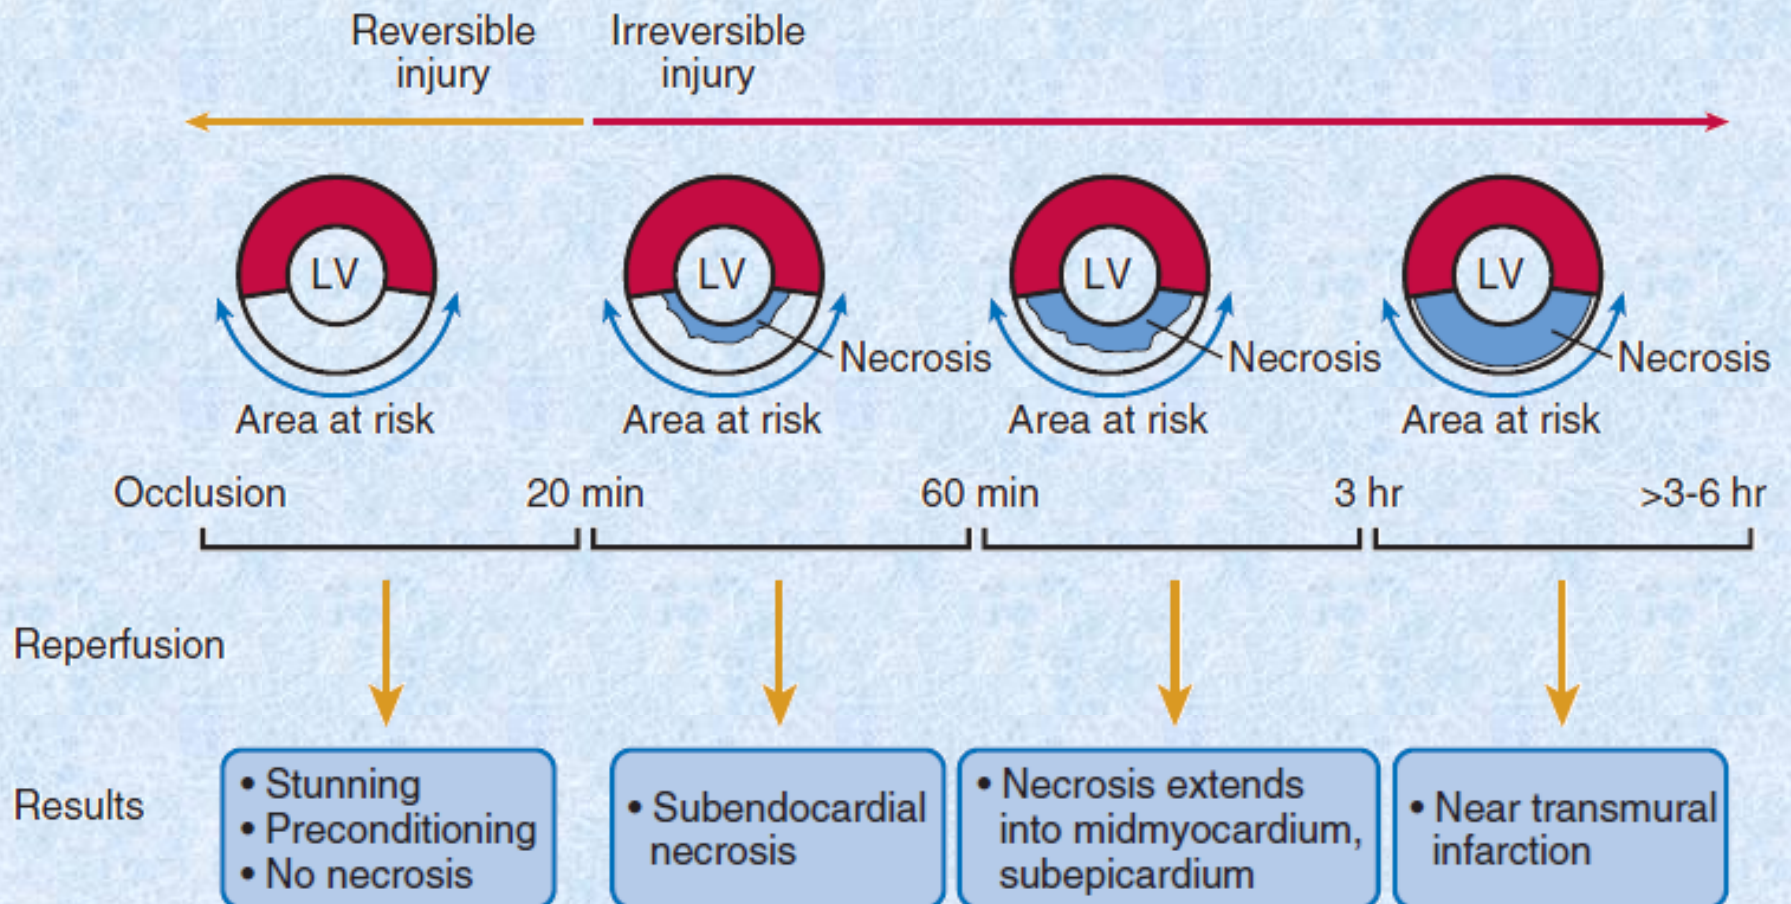 Reversible
injury
Irreversible
injury
LV
LV
LV
LV
Necrosis
Necrosis
Necrosis
Area at risk
Area at risk
Area at risk
Area at risk
Occlusion 20 min 60 min 3 hr >3-6 hr
Reperfusion
Results
• Stunning
• Preconditioning
• No necrosis
• Subendocardial
necrosis
• Necrosis extends
into midmyocardium,
subepicardium
• Near transmural
infarction